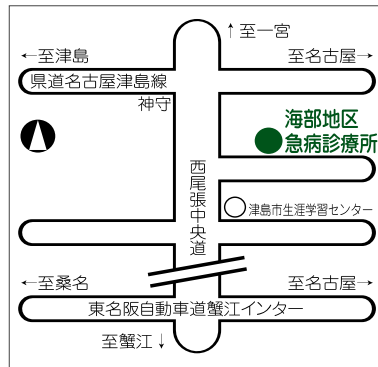 ↑至一宮
←至津島
至名古屋→
県道名古屋津島線
神守
海部地区
急病診療所
西尾張中央道
津島市生涯学習センター
←至桑名
至名古屋→
東名阪自動車道蟹江インター
至蟹江↓